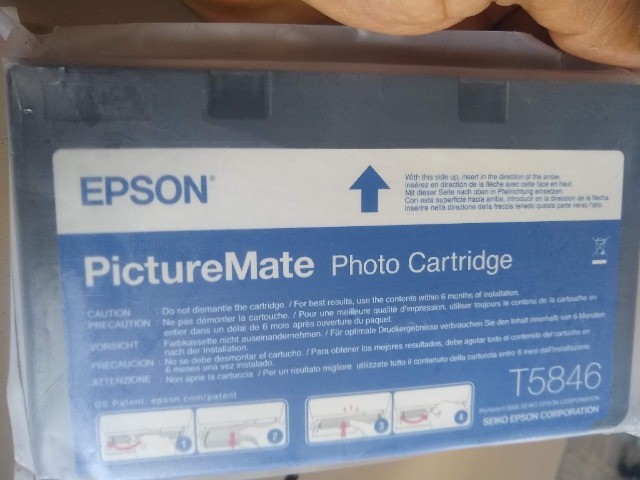 EPSON
With this side up, insert in the direction of the arrow.
Insérez en direction de la flèche avec cette face en haut.
Mit dieser Seite nach oben in Pfeilrichtung einsetzen.
Con esta superficie hacia arriba, introducir en la dirección de la flecha.
Inserire nella direzione della freccia tenedo questa parte verso l'alto.
PictureMate Photo Cartridge
CAUTION : Do not dismantle the cartridge. / For best results, use the contents within 6 months of installation.
PRECAUTION : Ne pas démonter la cartouche. / Pour une meilleure qualité d'impression, utiliser toujours le contenu de la cartouche en
entier dans un délai de 6 mois après ouverture du paquet.
VORSICHT : Farbkassette nicht auseinandernehmen. / Für optimale Druckergebnisse verbrauchen Sie den Inhalt innerhalb von 6 Monaten
nach der Installation.
PRECAUCION : No se debe desmontar el cartucho. / Para obtener los mejores resultados, debe agotar todo el contenido del cartucho en
6 meses una vez instalado.
ATTENZIONE : Non aprire la cartuccia / Per un risultato migliore utilizzate tutto il contenuto della cartuccia entro 6 mesi dall'installazione.
US Patent: epson.com/patent
T5846
SEIKO EPSON CORPORATION
1 2 3 4